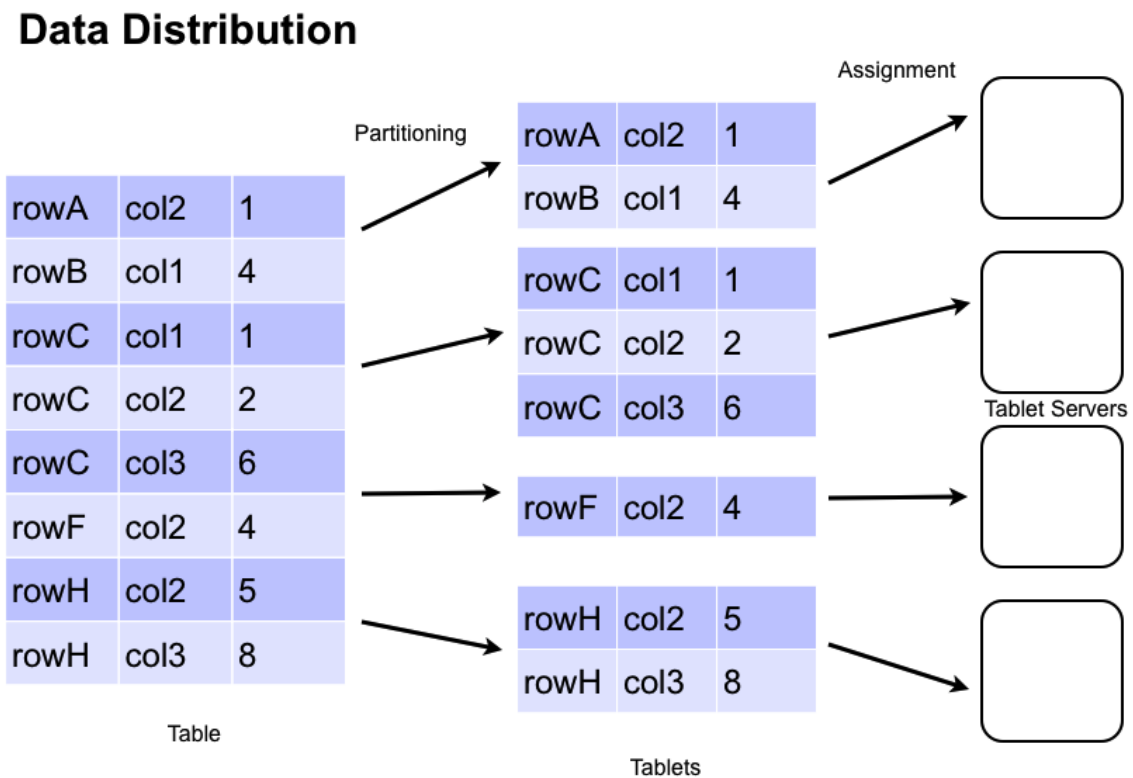 Data Distribution
Assignment
Partitioning
rowA col2 1
rowB col1 4
rowC col1 1
rowC col2 2
rowC col3 6
rowF col2 4
rowH col2 5
rowH col3 8
Table
rowA col2 1
rowB col1 4
rowC col1 1
rowC col2 2
rowC col3 6
rowF col2 4
rowH col2 5
rowH col3 8
Tablets
Tablet Servers